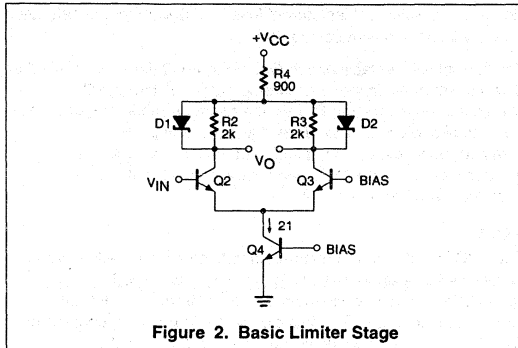 +VCC
R4
900
D1
R2
2k
R3
2k
D2
VO
VIN
Q2
Q3
BIAS
21
Q4
BIAS
Figure 2. Basic Limiter Stage